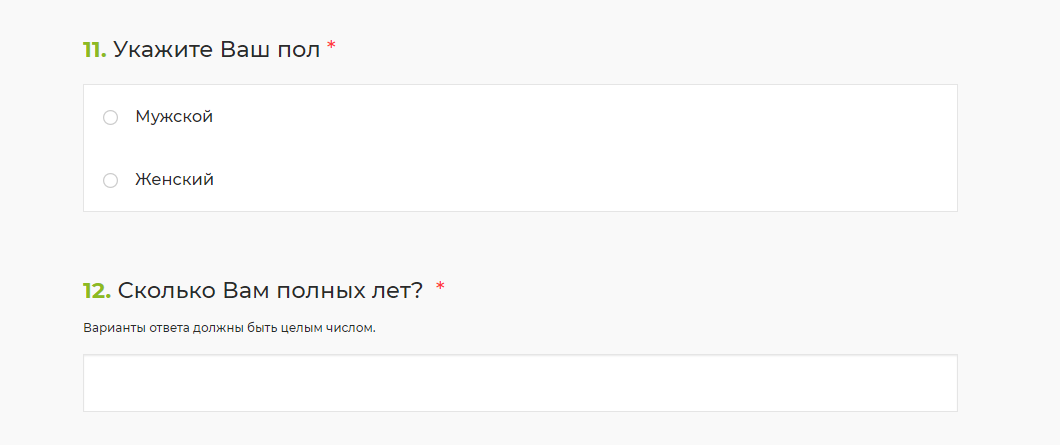 11. Укажите Ваш пол *
Мужской
Женский
12. Сколько Вам полных лет? *
Варианты ответа должны быть целым числом.